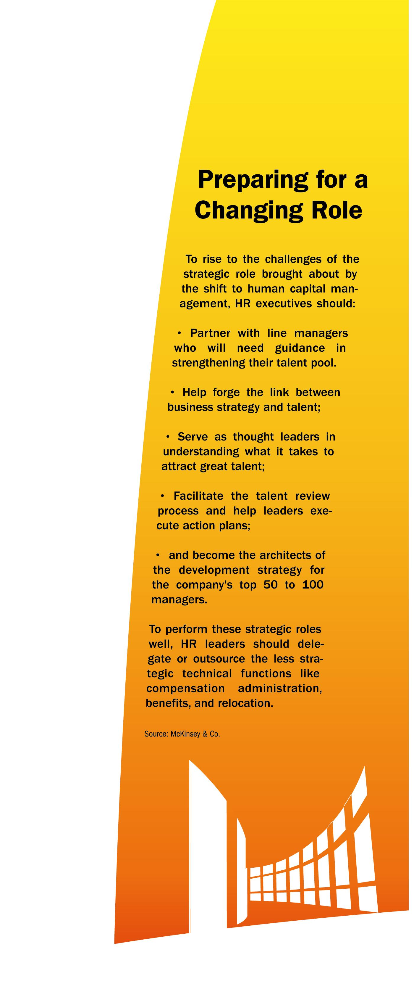 Preparing for a
Changing Role
To rise to the challenges of the
strategic role brought about by
the shift to human capital man-
agement, HR executives should:
• Partner with line managers
who will need guidance in
strengthening their talent pool.
• Help forge the link between
business strategy and talent;
• Serve as thought leaders in
understanding what it takes to
attract great talent;
• Facilitate the talent review
process and help leaders exe-
cute action plans;
• and become the architects of
the development strategy for
the company's top 50 to 100
managers.
To perform these strategic roles
well, HR leaders should dele-
gate or outsource the less stra-
tegic technical functions like
compensation administration,
benefits, and relocation.
Source: McKinsey & Co.